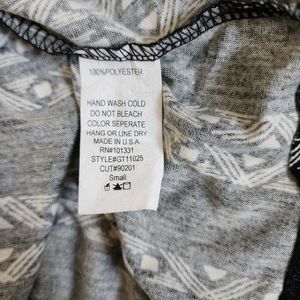 100%POLYESTER
HAND WASH COLD
DO NOT BLEACH
COLOR SEPERATE
HANG OR LINE DRY
MADE IN U.S.A
RN#101331
STYLE#GT11025
CUT#90201
Small